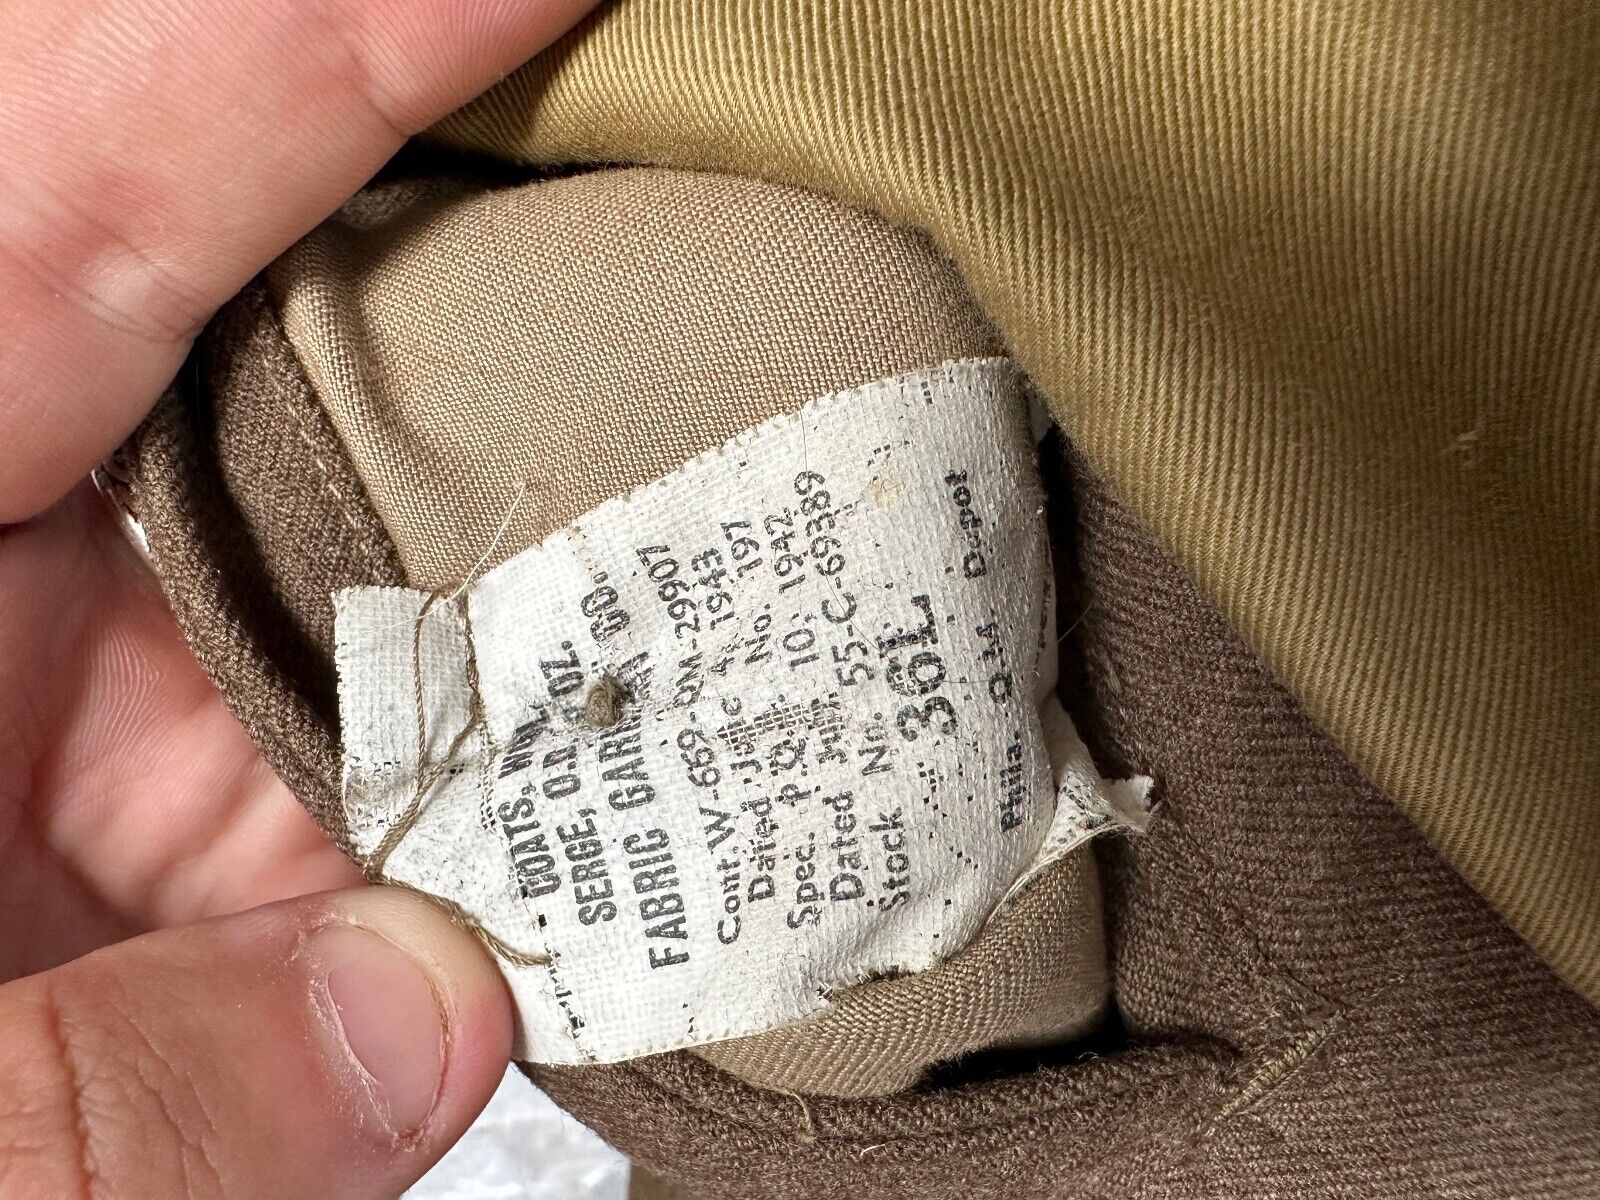 COATS, WOOL
SERGE, O.D. OZ.
FABRIC GARMENT CO.
Cont. W-669-QM-29907
Dated June 4, 1943
Spec. P.Q. No. 197
Dated July 10, 1942
Stock No. 55-C-69389
36L
Phila. Q.M. Depot